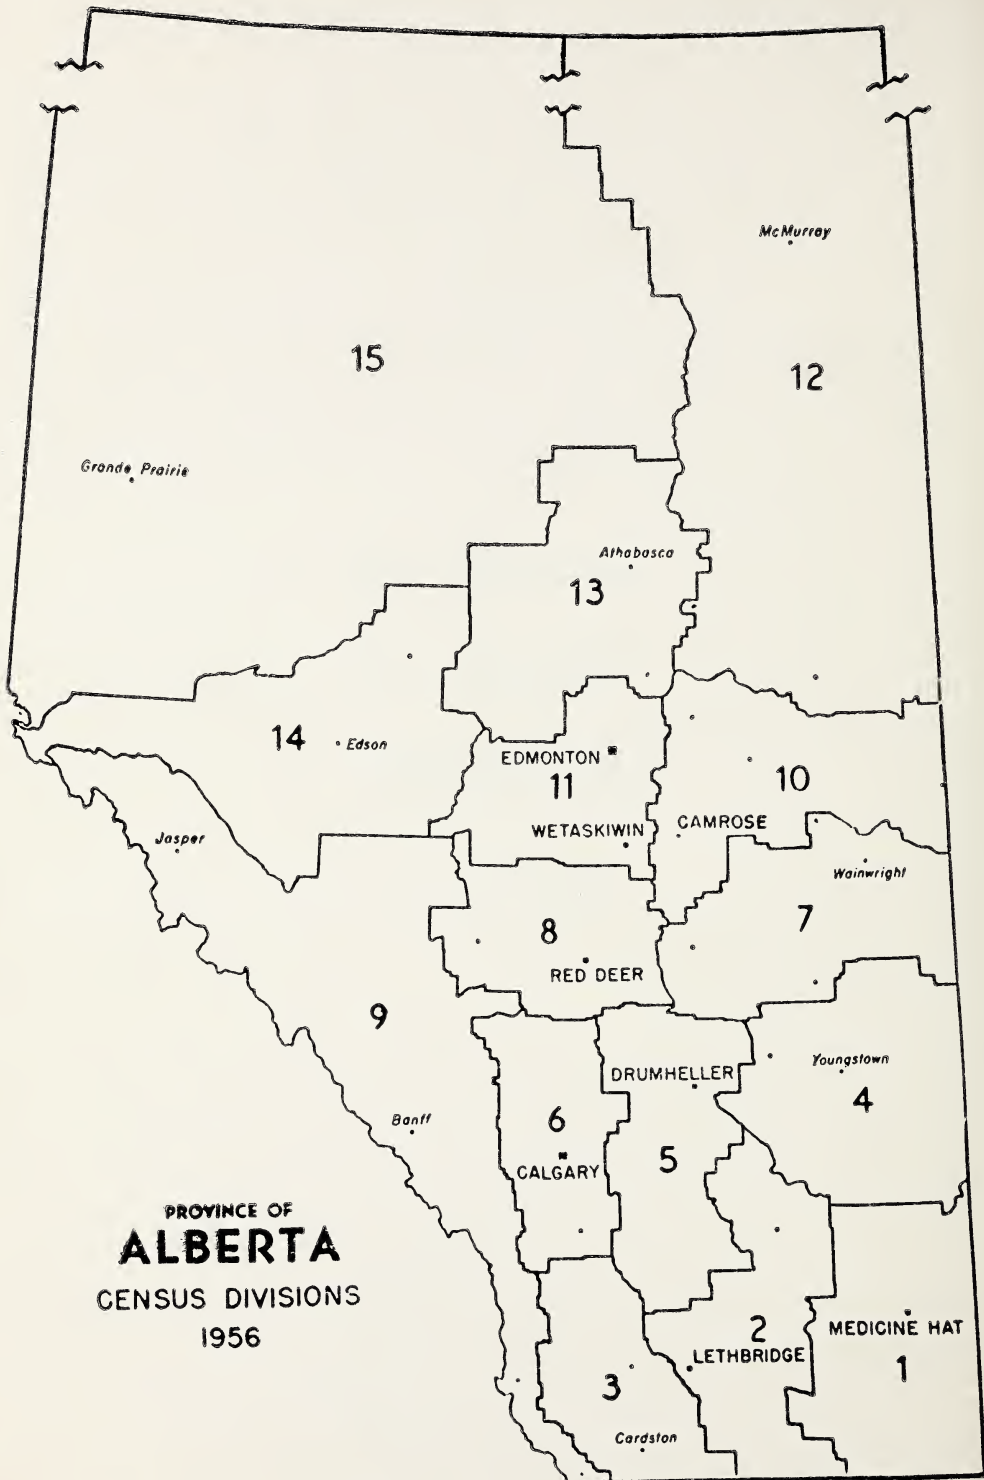 McMurray
15
12
Grande Prairie
Athabasca
13
14
Edson
EDMONTON
11
10
WETASKIWIN
CAMROSE
Jasper
Wainwright
8
7
RED DEER
9
Youngstown
DRUMHELLER
4
Banff
6
5
CALGARY
PROVINCE OF
ALBERTA
CENSUS DIVISIONS
1956
2
MEDICINE HAT
LETHBRIDGE
1
3
Cardston